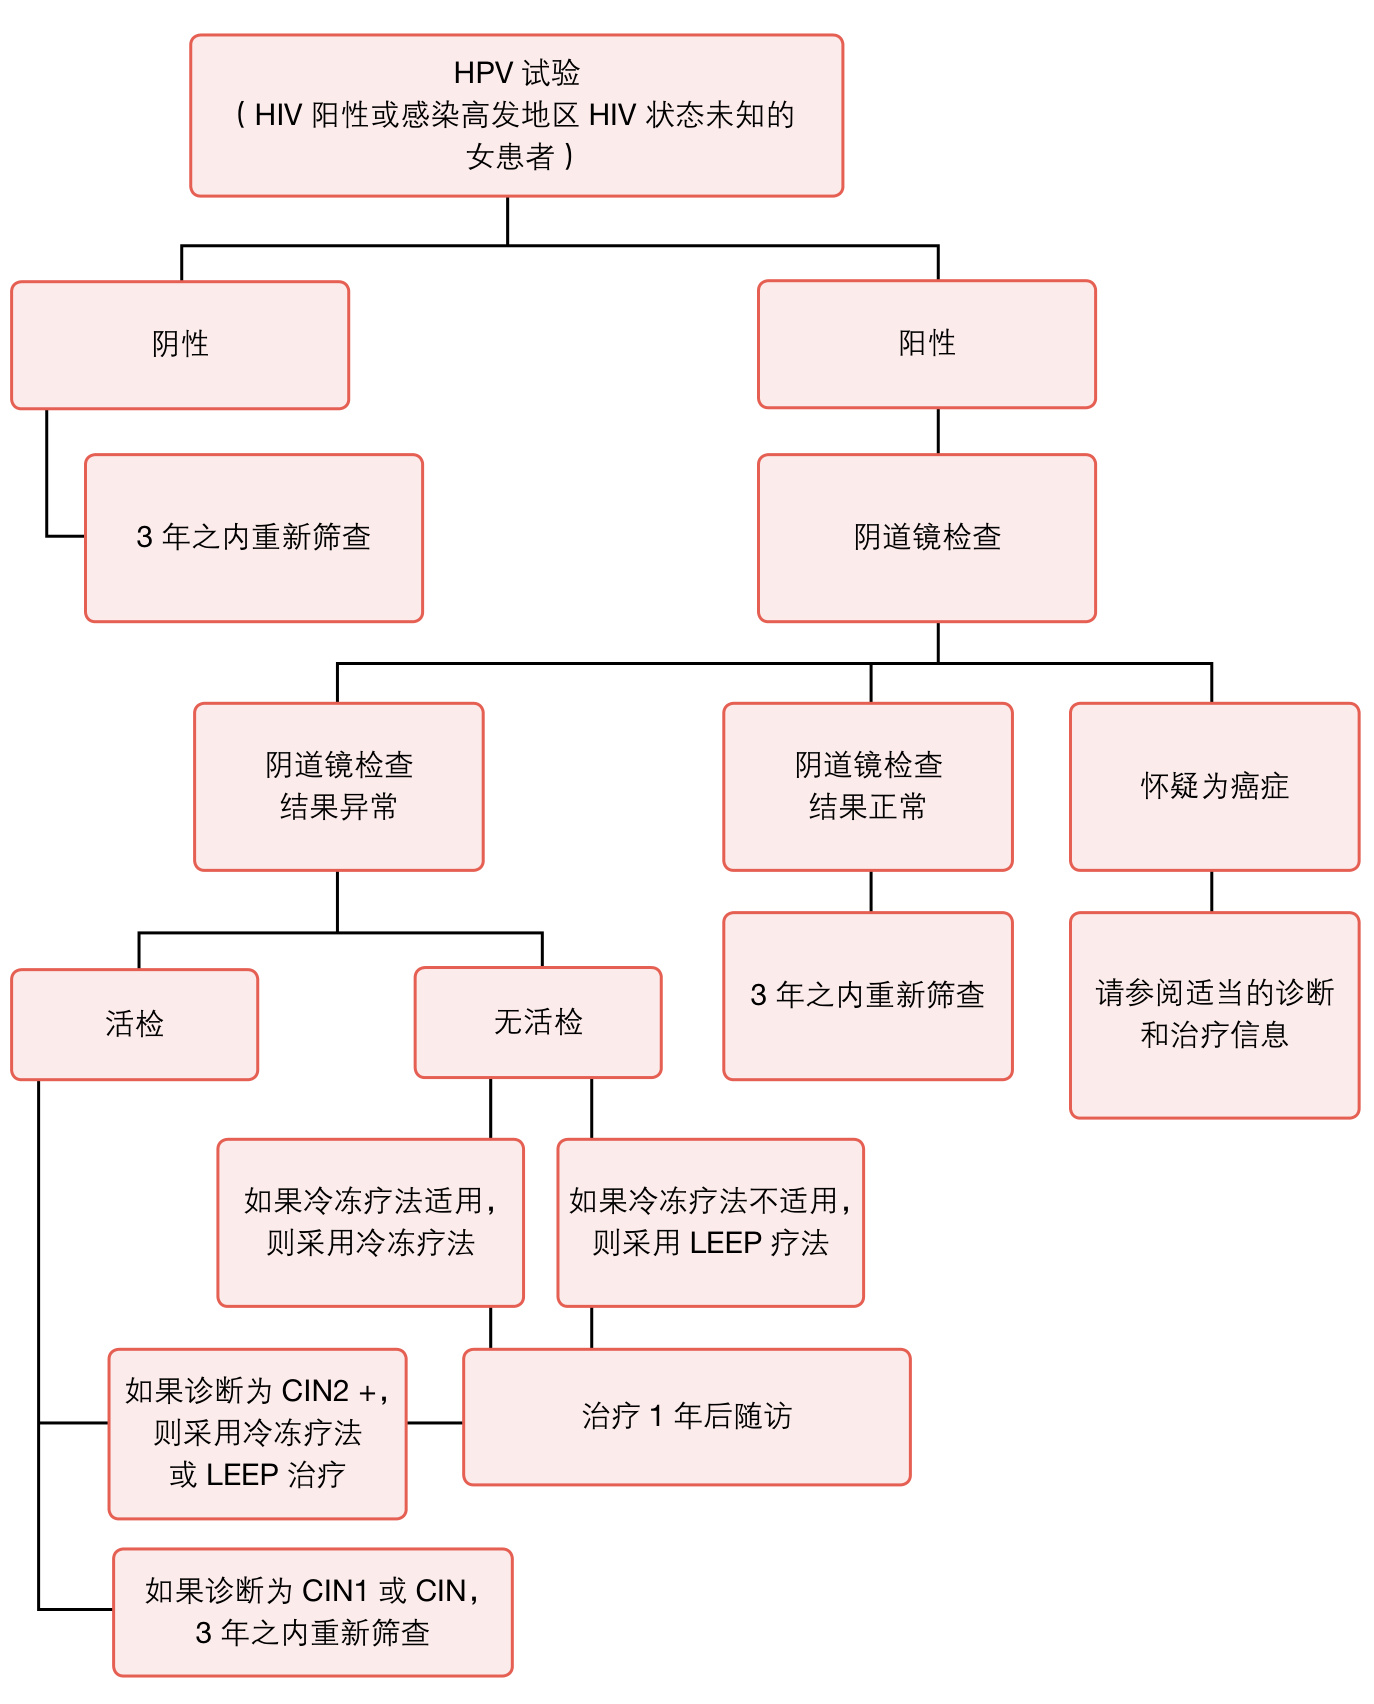 HPV 试验
( HIV 阳性或感染高发地区 HIV 状态未知的
女患者 )
阴性
阳性
3 年之内重新筛查
阴道镜检查
阴道镜检查
结果异常
阴道镜检查
结果正常
怀疑为癌症
活检
无活检
3 年之内重新筛查
请参阅适当的诊断
和治疗信息
如果冷冻疗法适用，
则采用冷冻疗法
如果冷冻疗法不适用，
则采用 LEEP 疗法
如果诊断为 CIN2 +，
则采用冷冻疗法
或 LEEP 治疗
治疗 1 年后随访
如果诊断为 CIN1 或 CIN，
3 年之内重新筛查